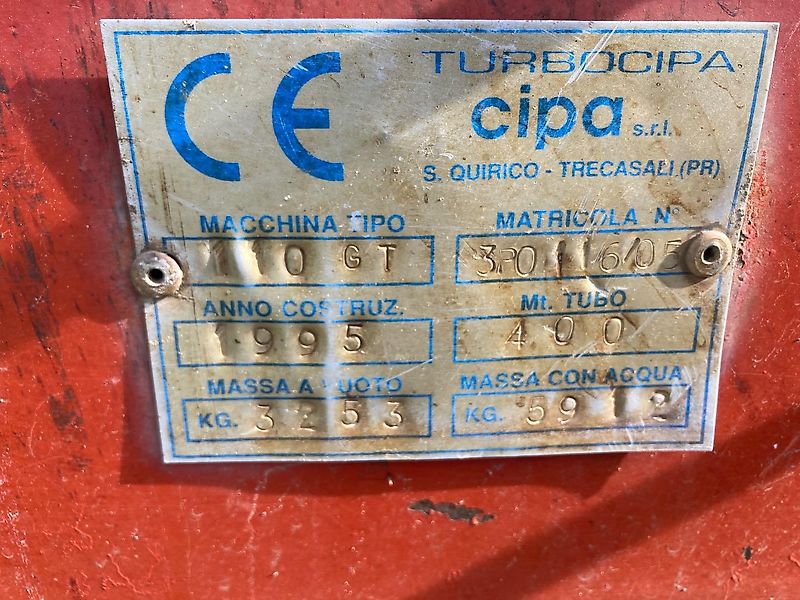 CE TURBOCIPA
cipa s.r.l.
S. QUIRICO - TRECASALI (PR)
MACCHINA TIPO MATRICOLA N°
110 GT
ANNO COSTRUZ. Mt. TUBO
1995 400
MASSA A VUOTO MASSA CON ACQUA
KG. 3253 KG. 5912